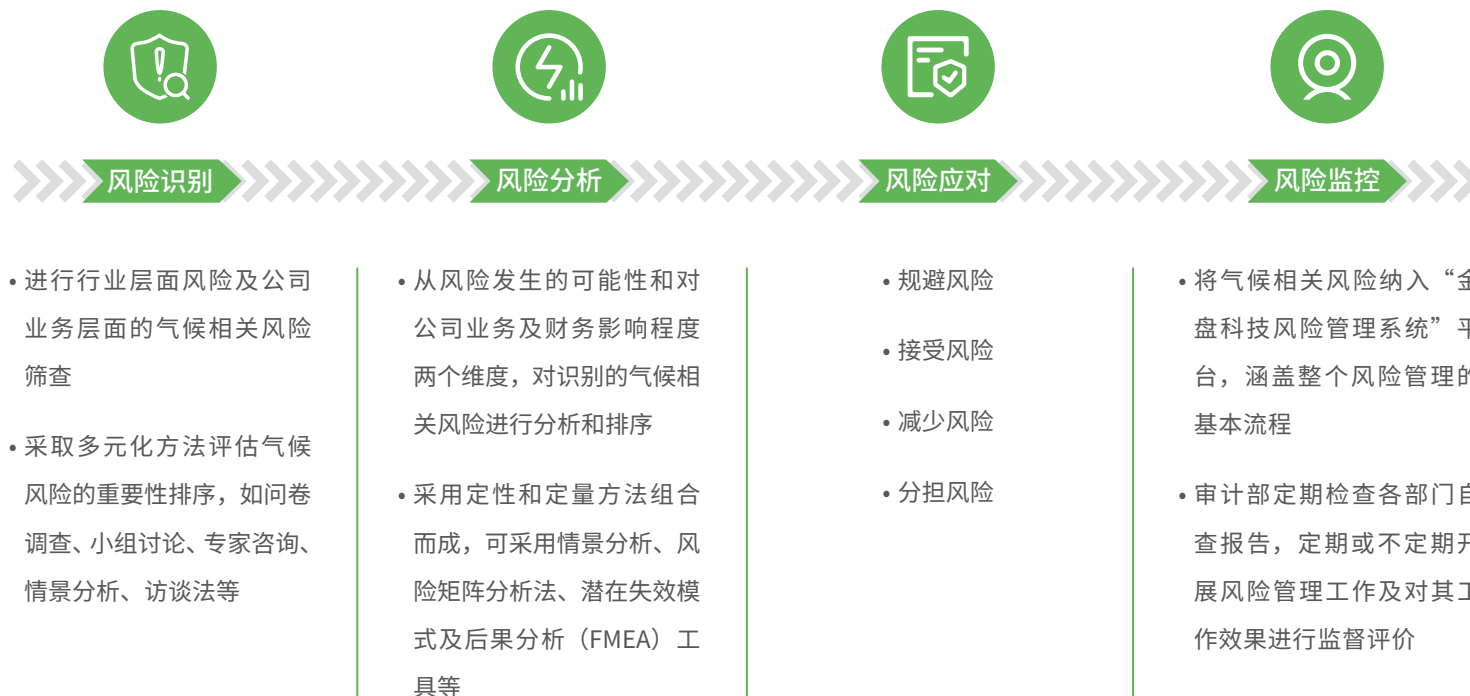 风险识别
风险分析
风险应对
风险监控
• 进行行业层面风险及公司
业务层面的气候相关风险
筛查
• 采取多元化方法评估气候
风险的重要性排序，如问卷
调查、小组讨论、专家咨询、
情景分析、访谈法等
• 从风险发生的可能性和对
公司业务及财务影响程度
两个维度，对识别的气候相
关风险进行分析和排序
• 采用定性和定量方法组合
而成，可采用情景分析、风
险矩阵分析法、潜在失效模
式及后果分析（FMEA）工
具等
• 规避风险
• 接受风险
• 减少风险
• 分担风险
• 将气候相关风险纳入“金
盘科技风险管理系统”平
台，涵盖整个风险管理的
基本流程
• 审计部定期检查各部门自
查报告，定期或不定期开
展风险管理工作及对其工
作效果进行监督评价